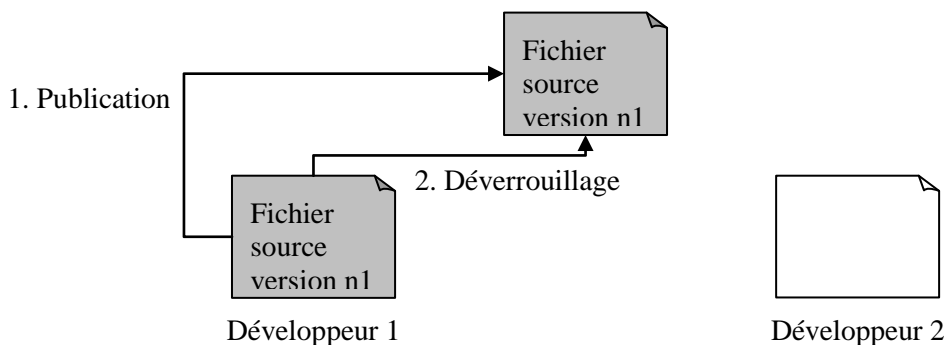 Fichier
source
version n1
1. Publication
2. Déverrouillage
Fichier
source
version n1
Développeur 1
Développeur 2